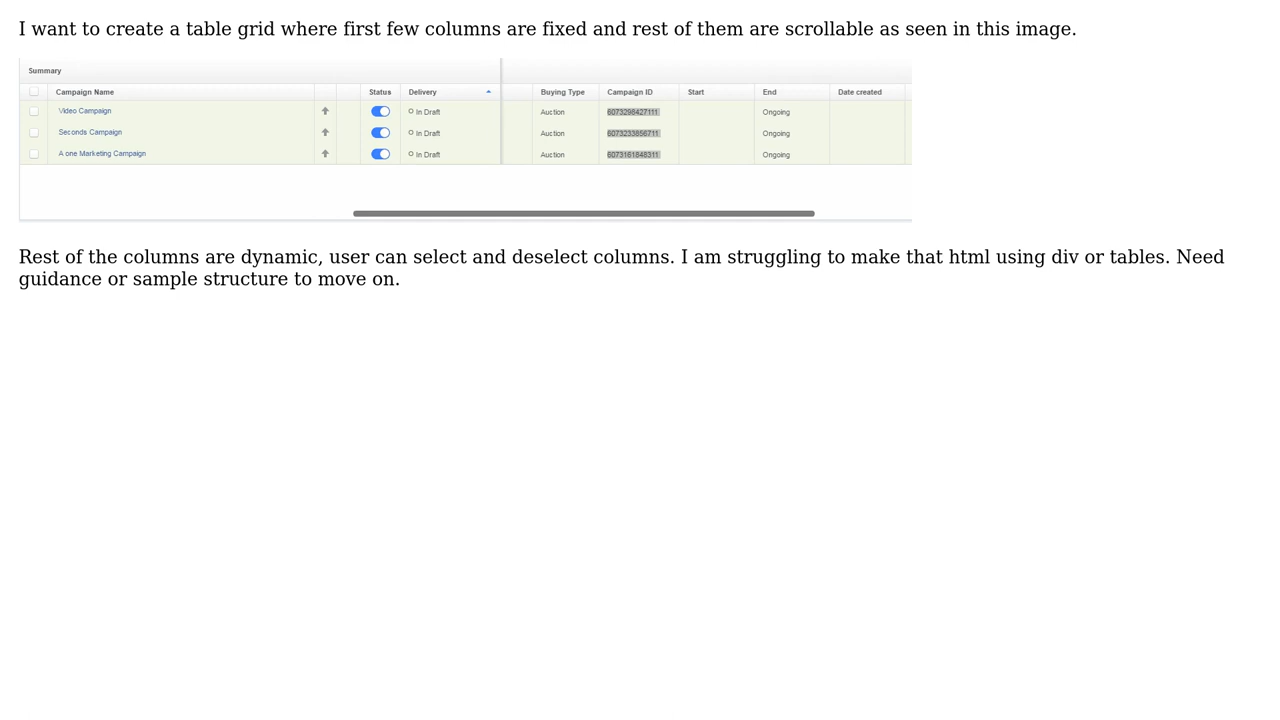 I want to create a table grid where first few columns are fixed and rest of them are scrollable as seen in this image.
Summary
Campaign Name Status Delivery Buying Type Campaign ID Start End Date created
Video Campaign In Draft Auction 6073298427111 Ongoing
Seconds Campaign In Draft Auction 6073233856711 Ongoing
A one Marketing Campaign In Draft Auction 6073161848311 Ongoing
Rest of the columns are dynamic, user can select and deselect columns. I am struggling to make that html using div or tables. Need
guidance or sample structure to move on.